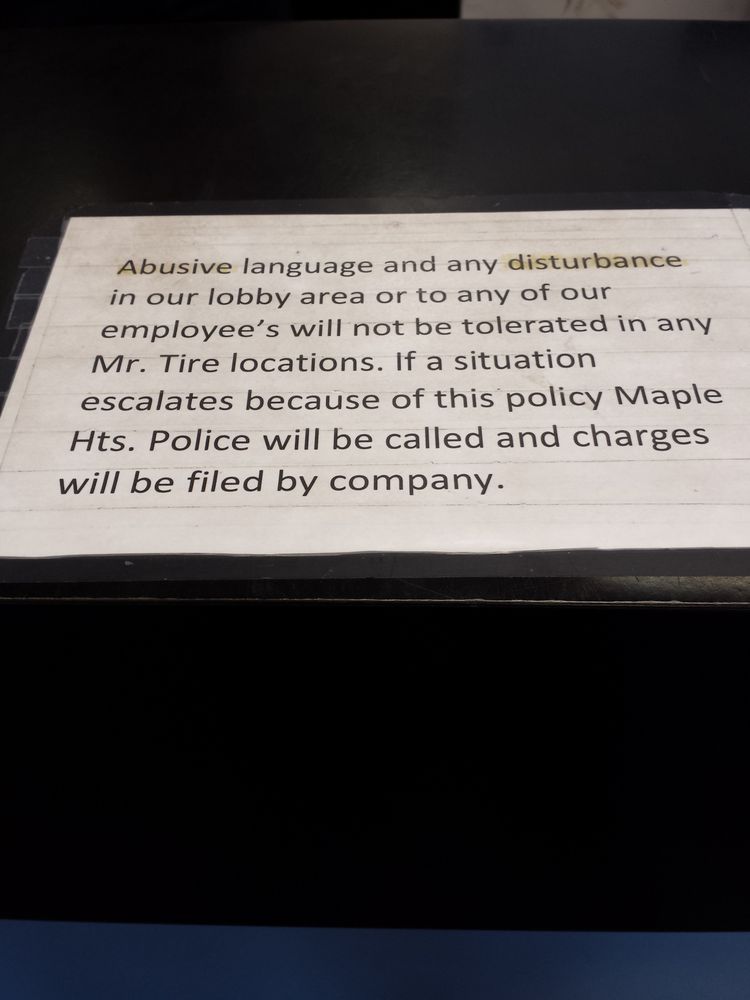 Abusive language and any disturbance
in our lobby area or to any of our
employee’s will not be tolerated in any
Mr. Tire locations. If a situation
escalates because of this policy Maple
Hts. Police will be called and charges
will be filed by company.